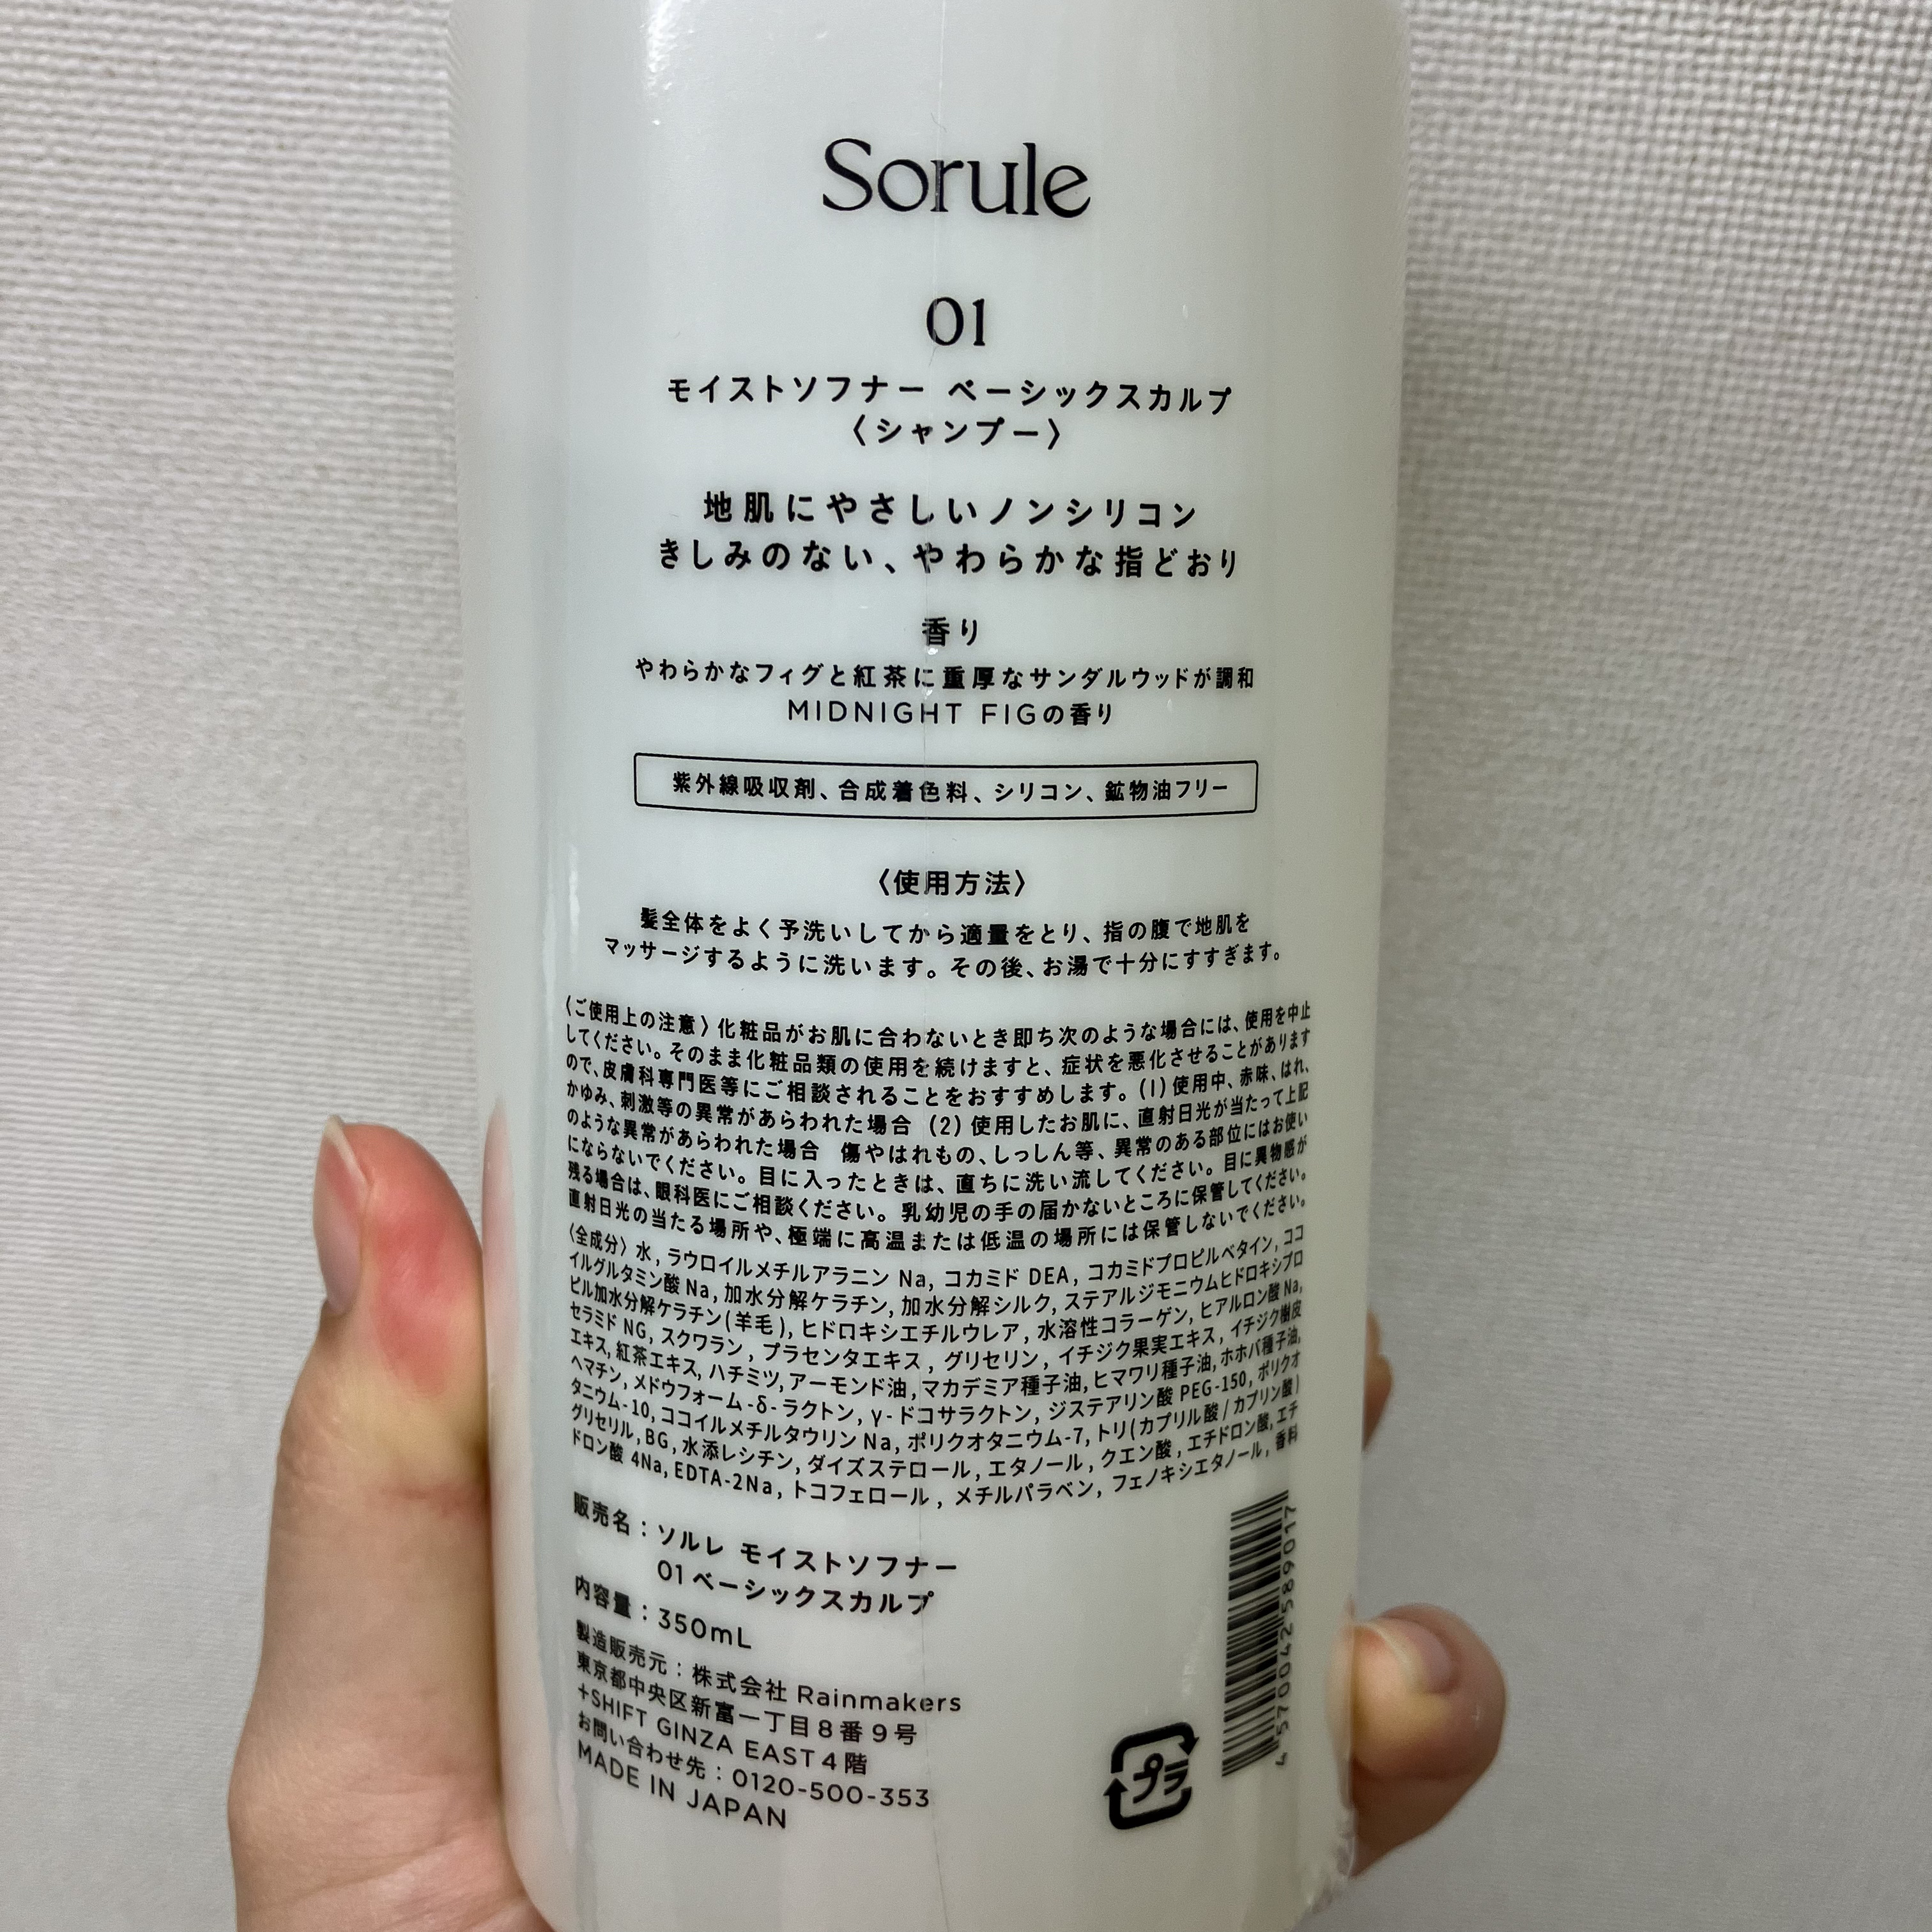 Sorule
01
モイストソフナー ベーシックスカルプ
〈シャンプー〉
地肌にやさしいノンシリコン
きしみのない、やわらかな指どおり
香り
やわらかなフィグと紅茶に重厚なサンダルウッドが調和
MIDNIGHT FIGの香り
紫外線吸収剤、合成着色料、シリコン、鉱物油フリー
〈使用方法〉
髪全体をよく予洗いしてから適量をとり、指の腹で地肌を
マッサージするように洗います。その後、お湯で十分にすすぎます。
〈ご使用上の注意〉化粧品がお肌に合わないとき即ち次のような場合には、使用を中止
してください。そのまま化粧品類の使用を続けますと、症状を悪化させることがあります
ので、皮膚科専門医等にご相談されることをおすすめします。(1)使用中、赤味、はれ、
かゆみ、刺激等の異常があらわれた場合 (2)使用したお肌に、直射日光が当たって上記
のような異常があらわれた場合 傷やはれもの、しっしん等、異常のある部位にはお使い
にならないでください。目に入ったときは、直ちに洗い流してください。目に異物感が
残る場合は、眼科医にご相談ください。乳幼児の手の届かないところに保管してください。
直射日光の当たる場所や、極端に高温または低温の場所には保管しないでください。
〈全成分〉水, ラウロイルメチルアラニン Na, コカミド DEA, コカミドプロピルベタイン, ココ
イルグルタミン酸 Na, 加水分解ケラチン, 加水分解シルク, ステアルジモニウムヒドロキシプロ
ピル加水分解ケラチン(羊毛), ヒドロキシエチルウレア, 水溶性コラーゲン, ヒアルロン酸 Na,
セラミド NG, スクワラン, プラセンタエキス, グリセリン, イチジク果実エキス, イチジク樹皮
エキス, 紅茶エキス, ハチミツ, アーモンド油, マカデミア種子油, ヒマワリ種子油, ホホバ種子油,
ヘマチン, メドウフォーム-δ-ラクトン, γ-ドコサラクトン, ジステアリン酸 PEG-150, ポリクオ
タニウム-10, ココイルメチルタウリン Na, ポリクオタニウム-7, トリ(カプリル酸/カプリン酸)
グリセリル, BG, 水添レシチン, ダイズステロール, エタノール, クエン酸, エチドロン酸, エチ
ドロン酸 4Na, EDTA-2Na, トコフェロール, メチルパラベン, フェノキシエタノール, 香料
販売名：ソルレ モイストソフナー
01 ベーシックスカルプ
内容量：350mL
製造販売元：株式会社 Rainmakers
東京都中央区新富一丁目8番9号
+SHIFT GINZA EAST4階
お問い合わせ先：0120-500-353
MADE IN JAPAN
プラ
4570042589017